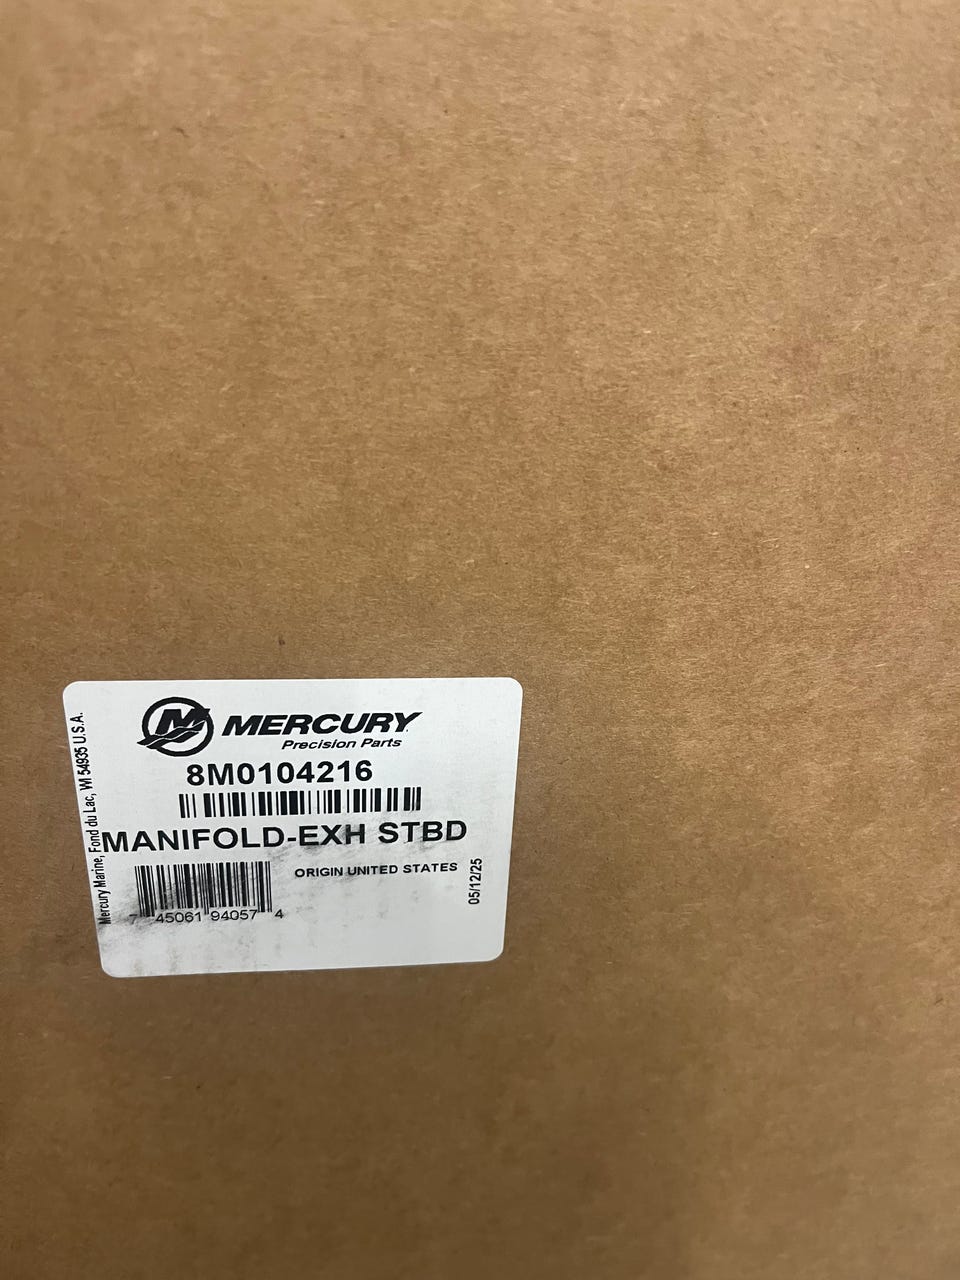 MERCURY
Precision Parts
8M0104216
MANIFOLD-EXH STBD
ORIGIN UNITED STATES
7 45061 94057 4
05/12/25
Mercury Marine, Fond du Lac, WI 54935 U.S.A.